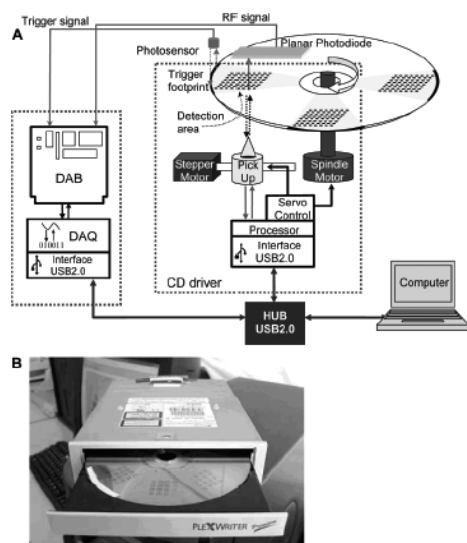 A
Trigger signal
RF signal
Photosensor
Planar Photodiode
Trigger
footprint
Detection
area
DAB
Stepper
Motor
Pick
Up
Spindle
Motor
Servo
Control
DAQ
010011
Processor
Interface
USB2.0
Interface
USB2.0
CD driver
Computer
HUB
USB2.0
B
PLEXWRITER